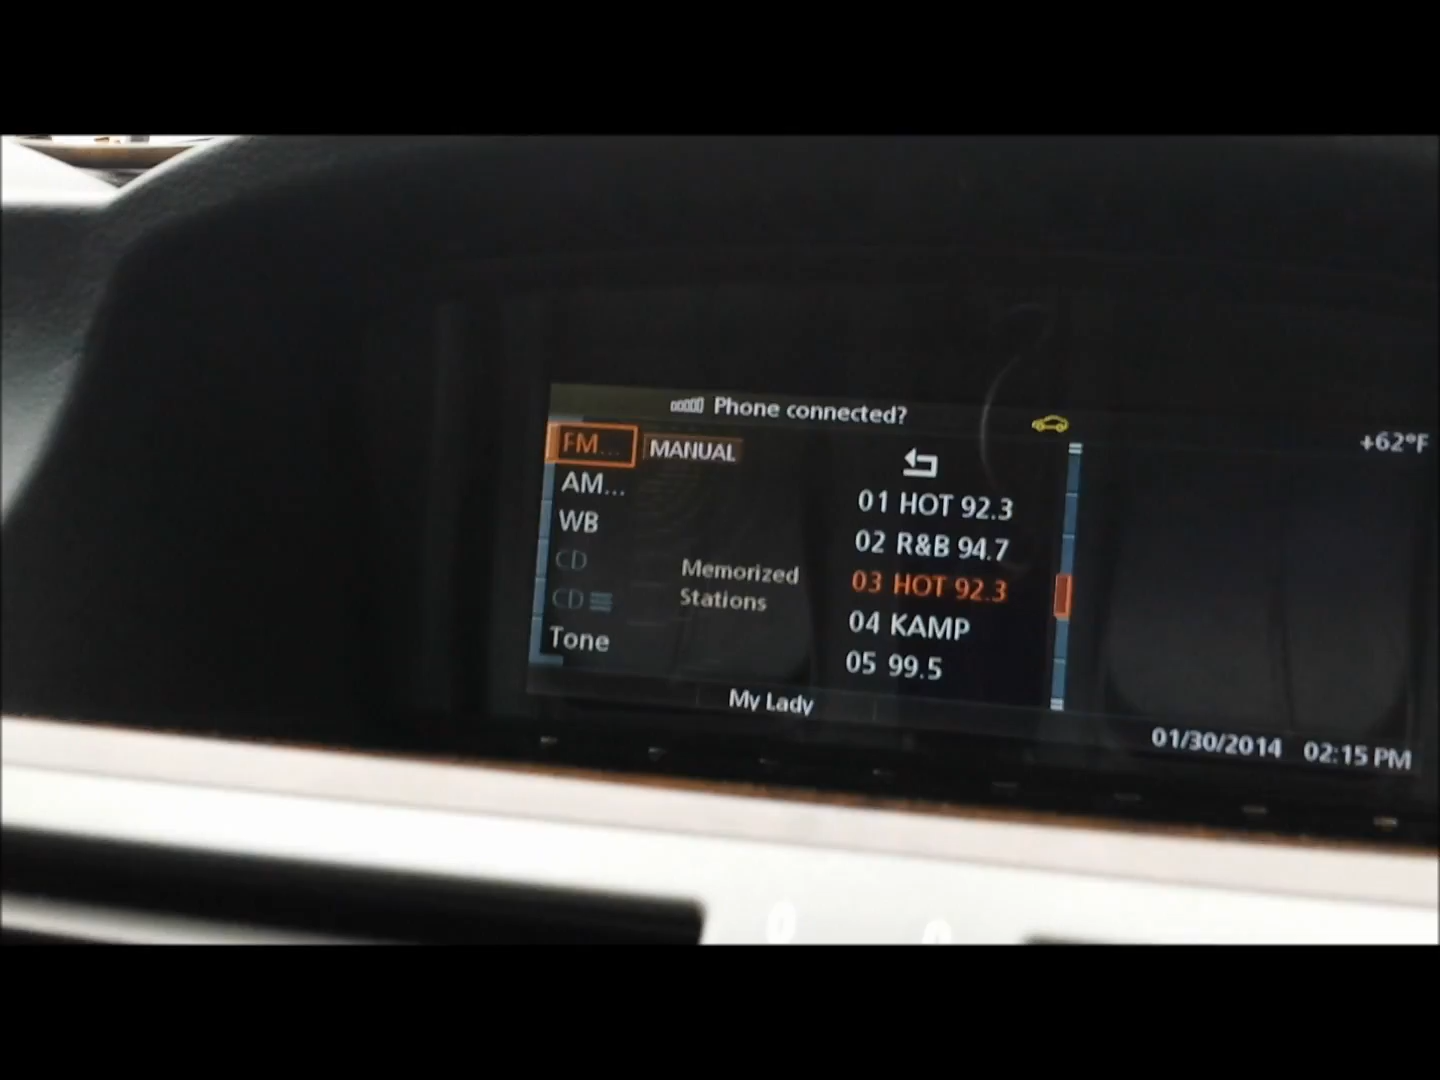 Phone connected?
+62°F
FM...
MANUAL
AM...
01 HOT 92.3
WB
02 R&B 94.7
CD
Memorized
Stations
03 HOT 92.3
CD
04 KAMP
Tone
05 99.5
My Lady
01/30/2014 02:15 PM